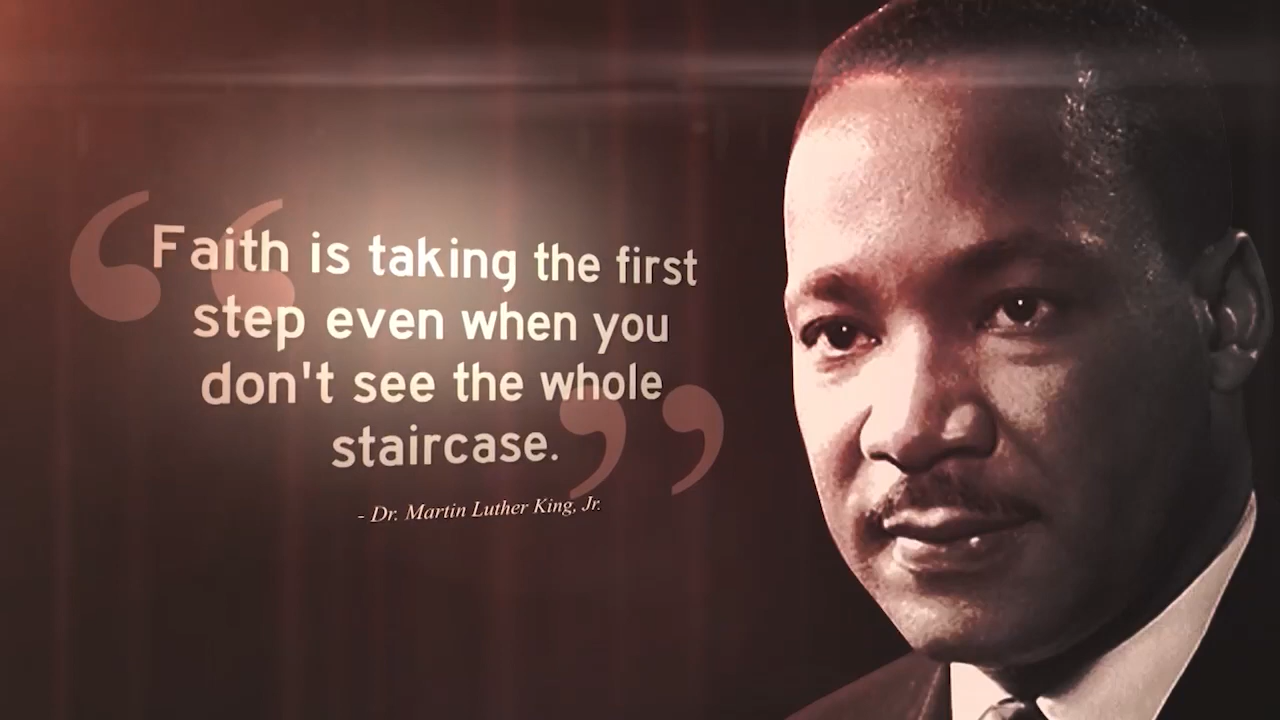 Faith is taking the first
step even when you
don't see the whole
staircase.
- Dr. Martin Luther King, Jr.